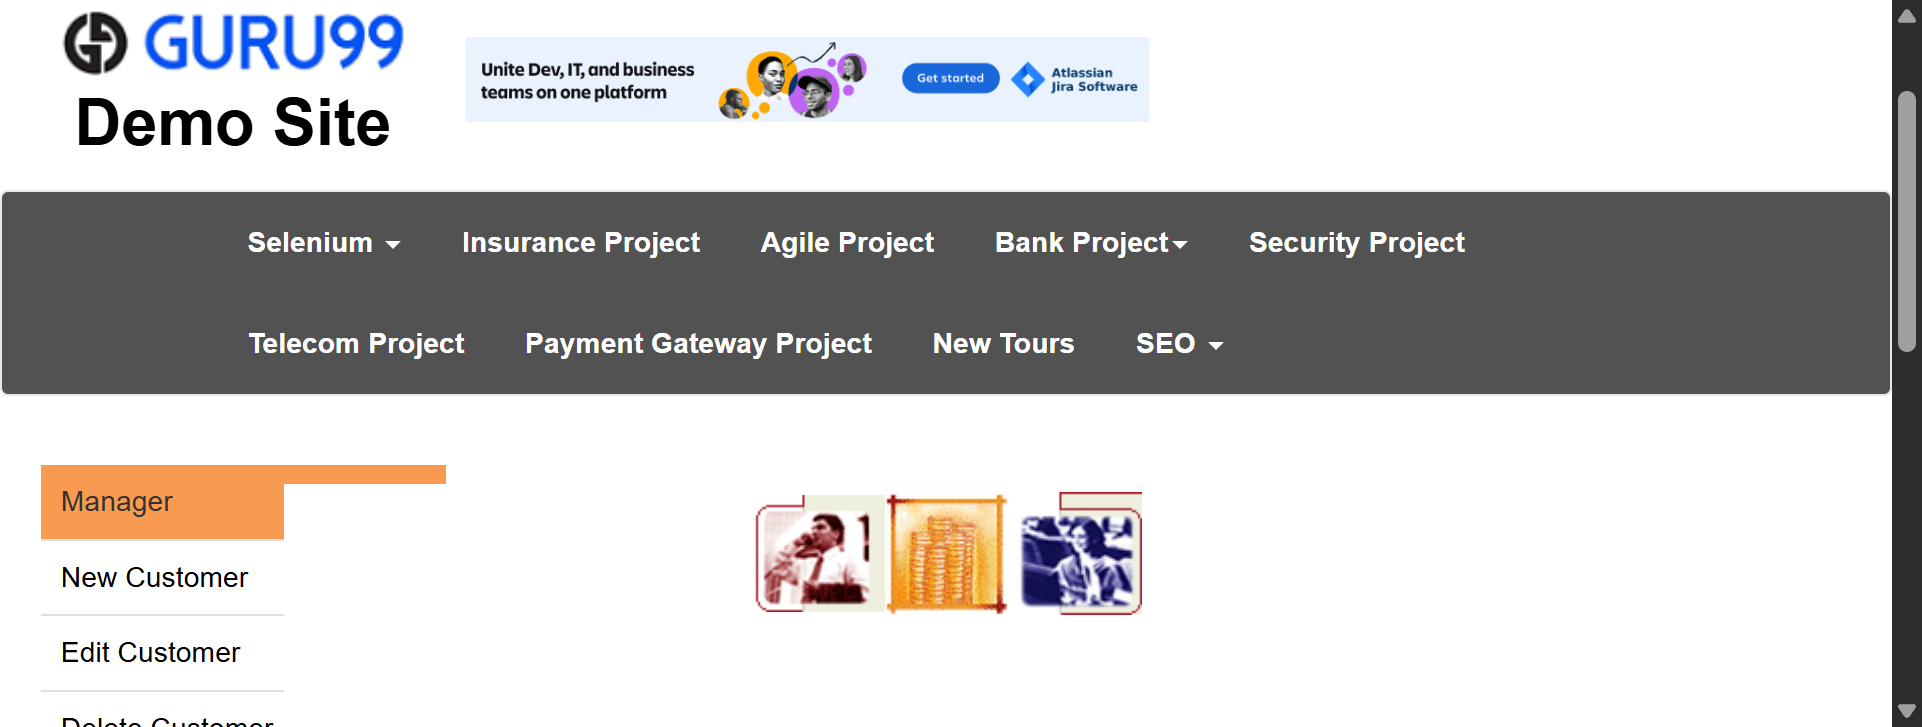 GURU99
Demo Site
Unite Dev, IT, and business
teams on one platform
Get started
Atlassian
Jira Software
Selenium
Insurance Project
Agile Project
Bank Project
Security Project
Telecom Project
Payment Gateway Project
New Tours
SEO
Manager
New Customer
Edit Customer
Delete Customer